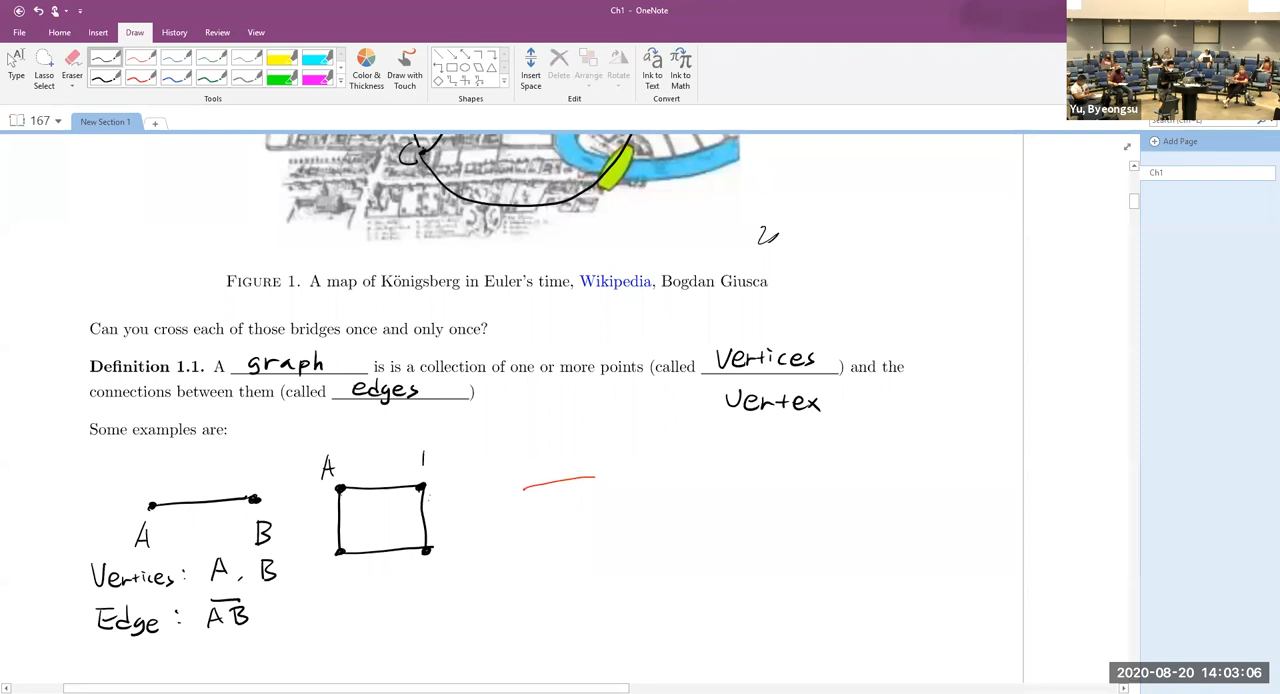 Ch1 - OneNote
File Home Insert Draw History Review View
Type
Lasso Select
Eraser
Color & Thickness
Draw with Touch
Insert Space
Delete
Arrange
Rotate
Ink to Text
Ink to Math
Tools
Shapes
Edit
Convert
Yu, Byeongsu
167
New Section 1
Add Page
Ch1
C
FIGURE 1. A map of Königsberg in Euler's time, Wikipedia, Bogdan Giusca
Can you cross each of those bridges once and only once?
Definition 1.1. A graph is is a collection of one or more points (called vertices) and the
connections between them (called edges)
vertex
Some examples are:
A
A B
Vertices: A, B
Edge: AB
2020-08-20 14:03:06